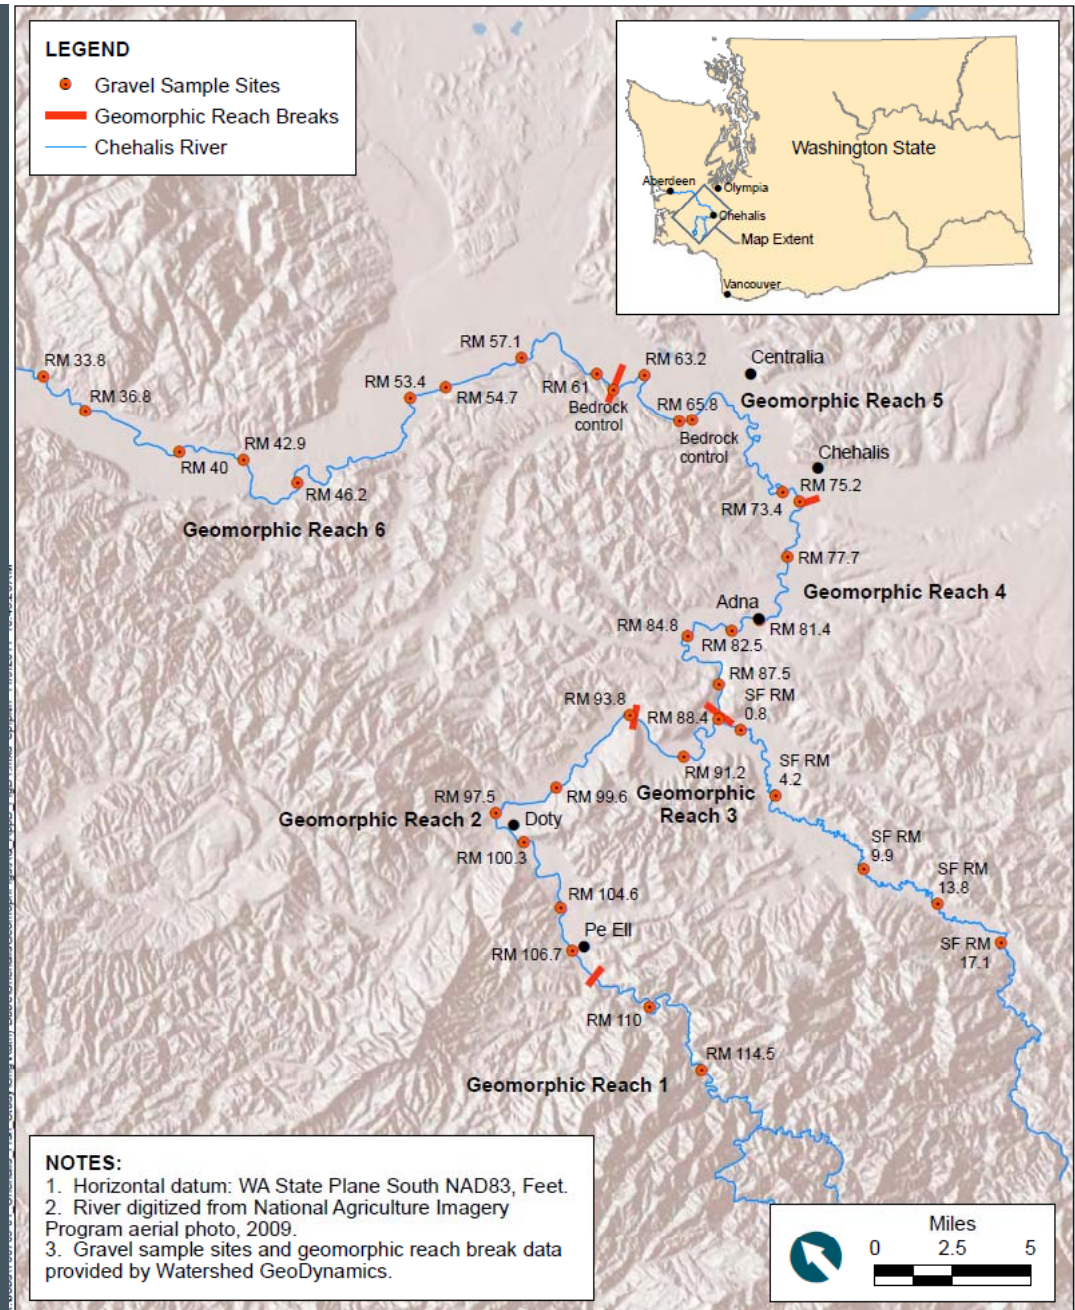 LEGEND
Gravel Sample Sites
Geomorphic Reach Breaks
Chehalis River
Washington State
Aberdeen
Olympia
Chehalis
Map Extent
Vancouver
RM 33.8
RM 36.8
RM 40
RM 42.9
RM 46.2
RM 53.4
RM 54.7
RM 57.1
RM 61
Bedrock
control
RM 63.2
RM 65.8
Bedrock
control
Centralia
Geomorphic Reach 5
Chehalis
RM 75.2
RM 73.4
Geomorphic Reach 6
RM 77.7
Geomorphic Reach 4
Adna
RM 81.4
RM 84.8
RM 82.5
RM 87.5
SF RM
0.8
RM 93.8
RM 88.4
RM 91.2
SF RM
4.2
Geomorphic
Reach 3
RM 99.6
RM 97.5
Geomorphic Reach 2
Doty
RM 100.3
SF RM
9.9
SF RM
13.8
RM 104.6
Pe Ell
RM 106.7
SF RM
17.1
RM 110
RM 114.5
Geomorphic Reach 1
NOTES:
1. Horizontal datum: WA State Plane South NAD83, Feet.
2. River digitized from National Agriculture Imagery
Program aerial photo, 2009.
3. Gravel sample sites and geomorphic reach break data
provided by Watershed GeoDynamics.
Miles
0 2.5 5